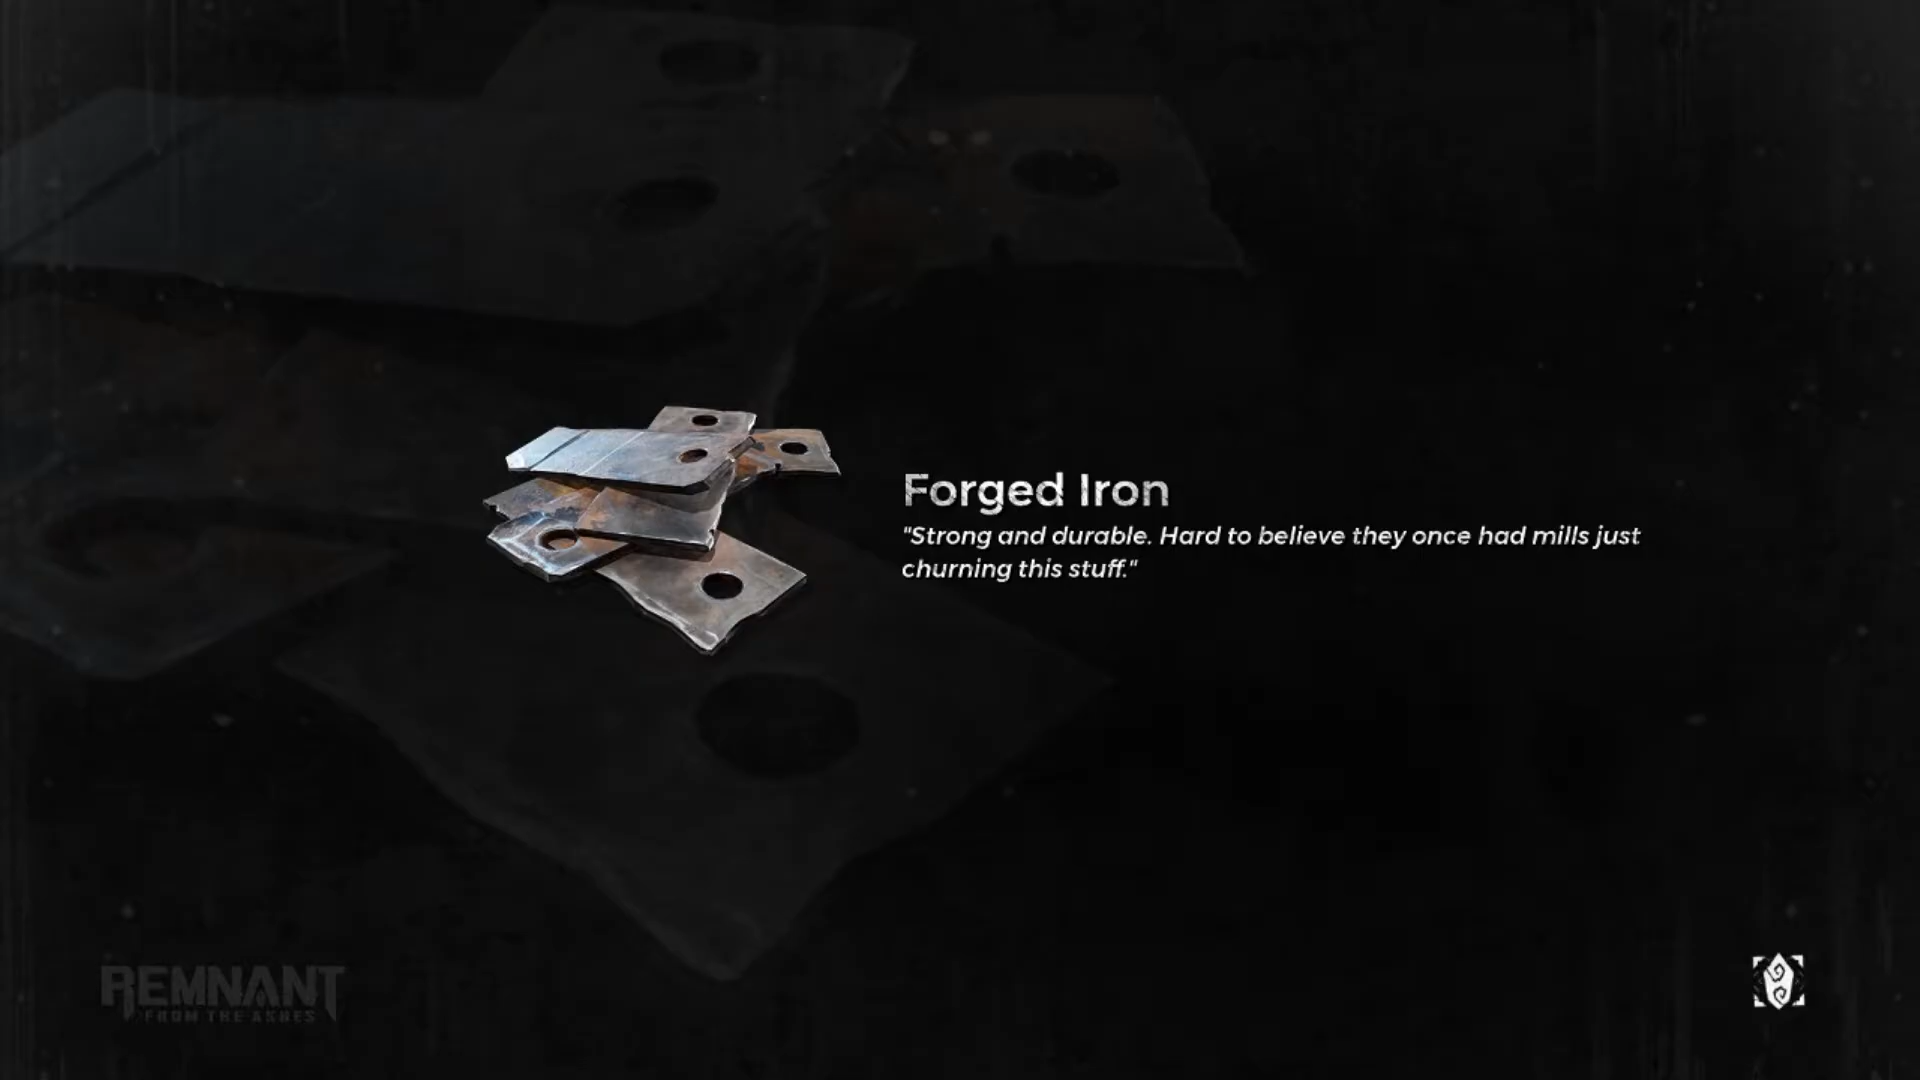 Forged Iron
"Strong and durable. Hard to believe they once had mills just
churning this stuff."
REMNANT
FROM THE ASHES